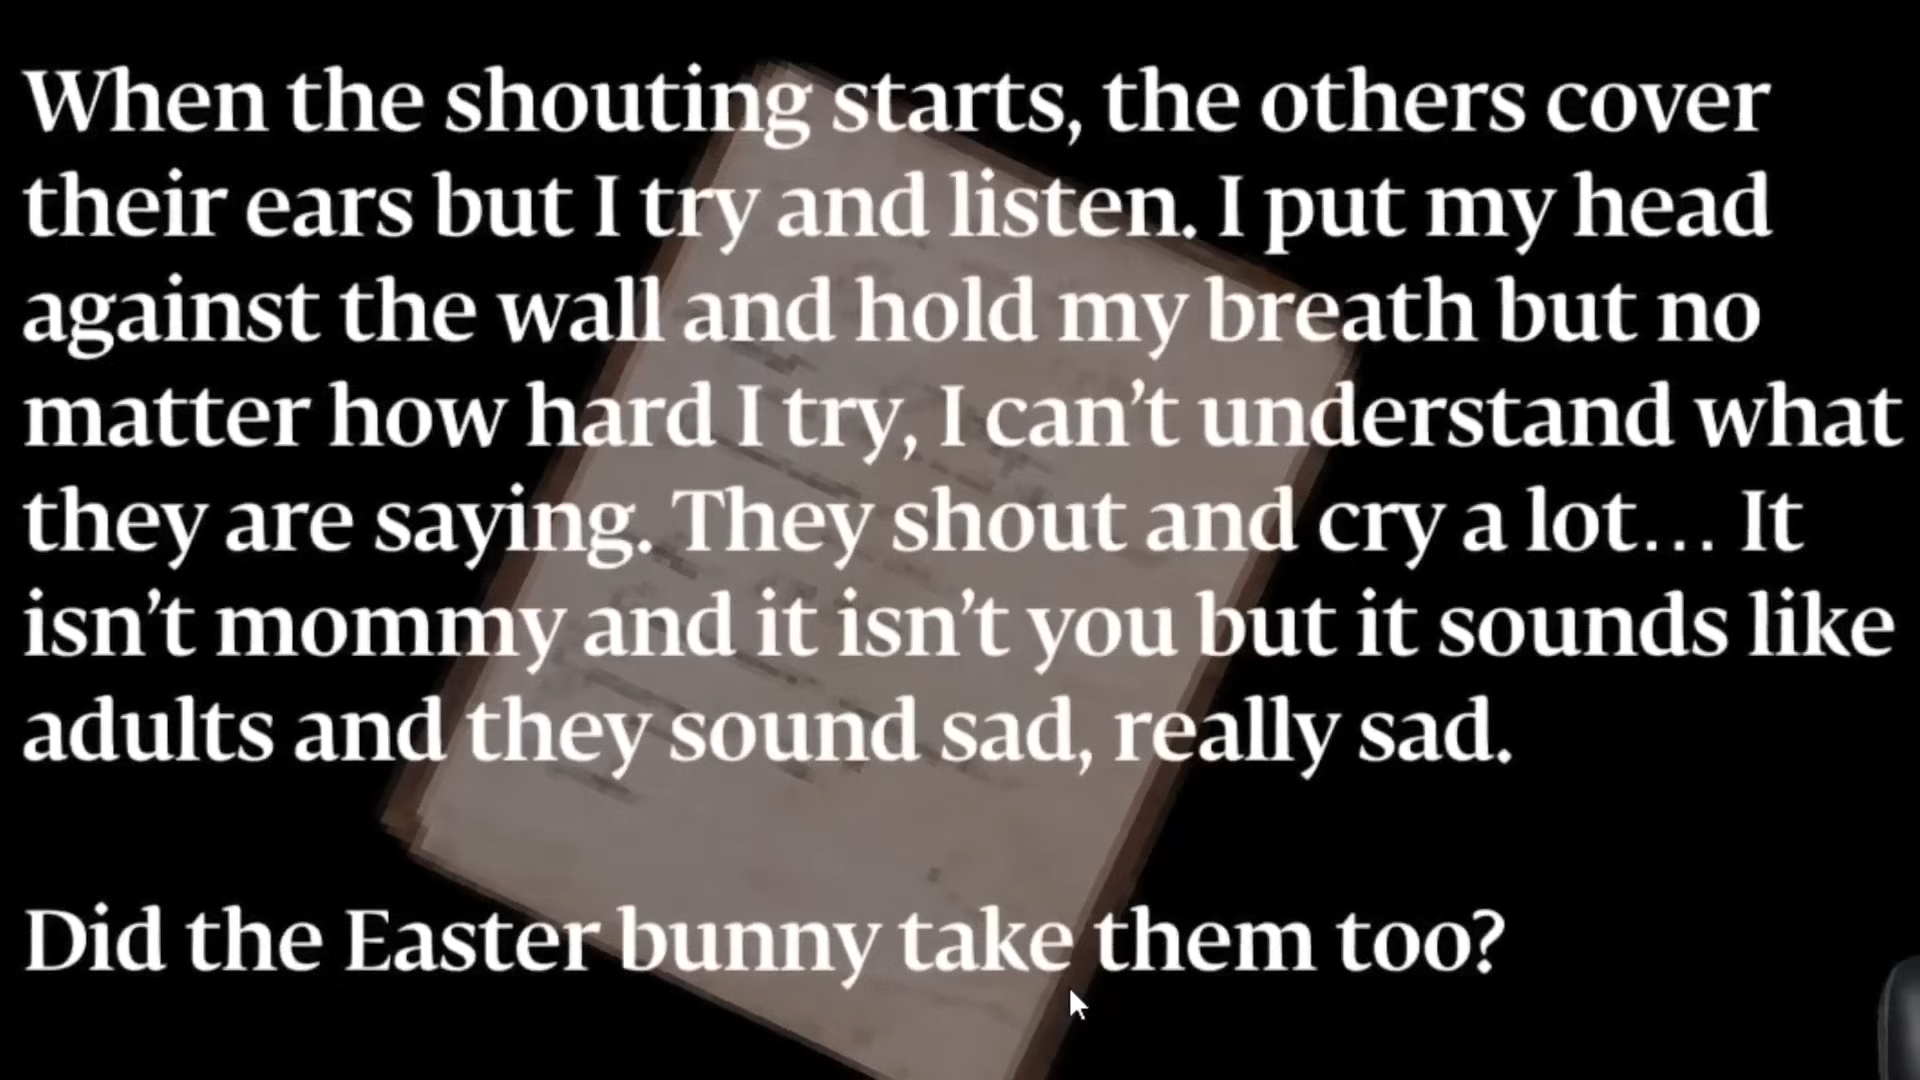 When the shouting starts, the others cover
their ears but I try and listen. I put my head
against the wall and hold my breath but no
matter how hard I try, I can’t understand what
they are saying. They shout and cry a lot… It
isn’t mommy and it isn’t you but it sounds like
adults and they sound sad, really sad.
Did the Easter bunny take them too?